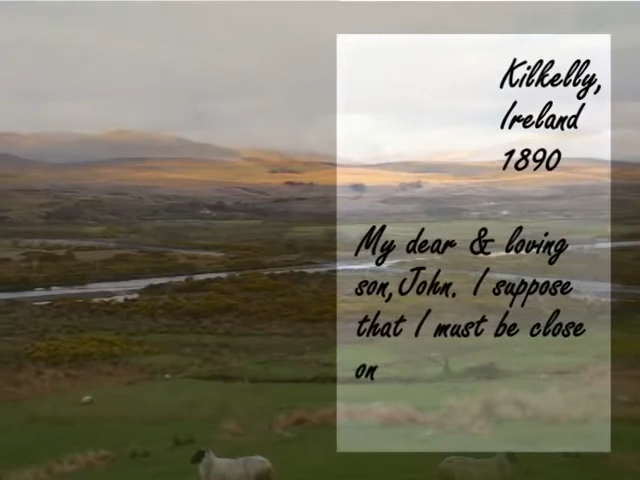 Kilkelly,
Ireland
1890
My dear & loving
son,John. I suppose
that I must be close
on